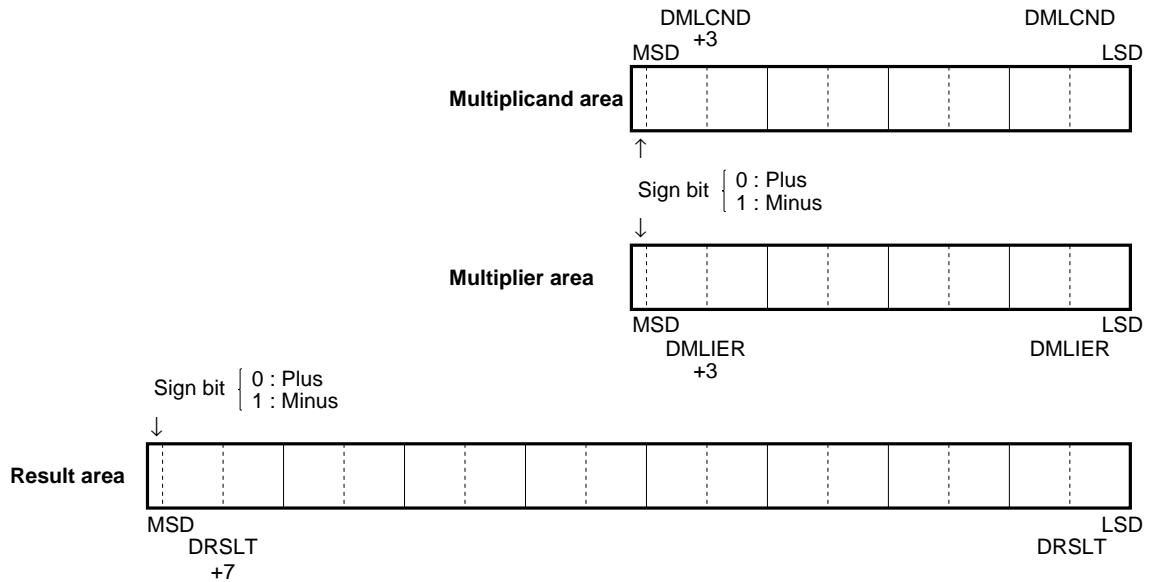 DMLCND DMLCND
+3
MSD LSD
Multiplicand area
↑
Sign bit { 0 : Plus
1 : Minus
↓
Multiplier area
MSD LSD
DMLIER DMLIER
+3
Sign bit { 0 : Plus
1 : Minus
↓
Result area
MSD LSD
DRSLT DRSLT
+7